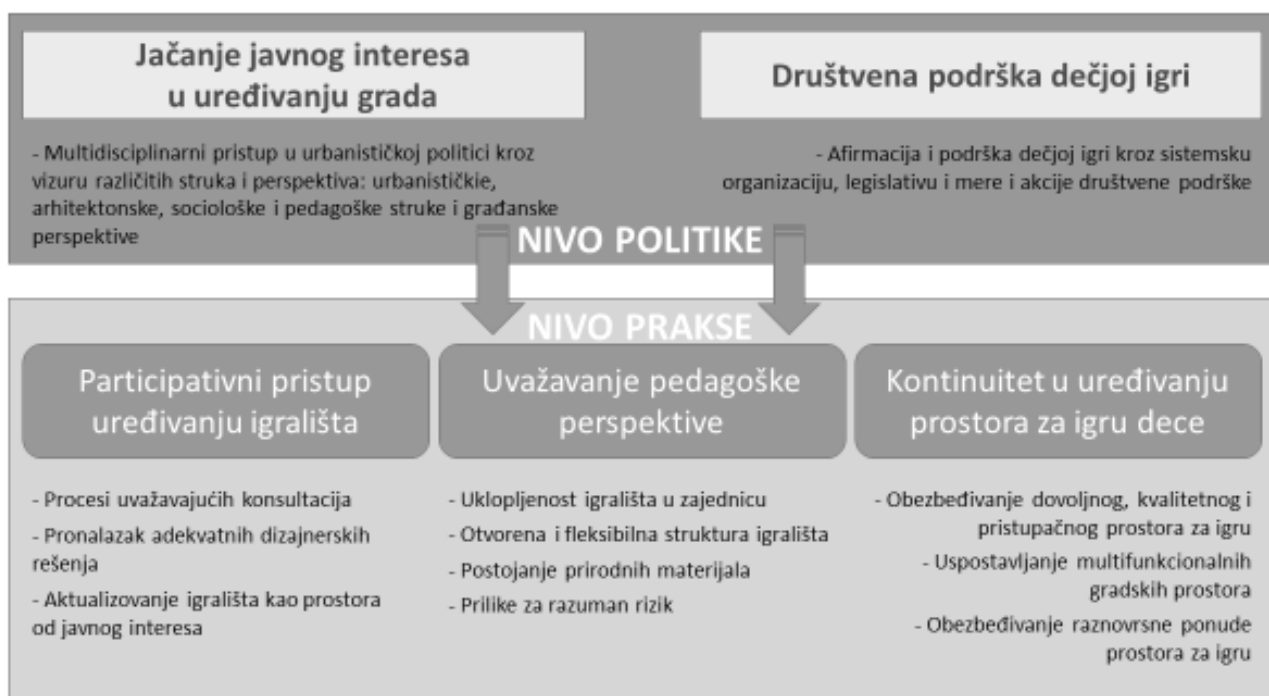 Jačanje javnog interesa
u uređivanju grada
- Multidisciplinarni pristup u urbanističkoj politici kroz
vizuru različitih struka i perspektiva: urbanističkie,
arhitektonske, sociološke i pedagoške struke i građanske
perspektive
Društvena podrška dečjoj igri
- Afirmacija i podrška dečjoj igri kroz sistemsku
organizaciju, legislativu i mere i akcije društvene podrške
NIVO POLITIKE
NIVO PRAKSE
Participativni pristup
uređivanju igrališta
- Procesi uvažavajućih konsultacija
- Pronalazak adekvatnih dizajnerskih
rešenja
- Aktualizovanje igrališta kao prostora
od javnog interesa
Uvažavanje pedagoške
perspektive
- Uklopljenost igrališta u zajednicu
- Otvorena i fleksibilna struktura igrališta
- Postojanje prirodnih materijala
- Prilike za razuman rizik
Kontinuitet u uređivanju
prostora za igru dece
- Obezbeđivanje dovoljnog, kvalitetnog i
pristupačnog prostora za igru
- Uspostavljanje multifunkcionalnih
gradskih prostora
- Obezbeđivanje raznovrsne ponude
prostora za igru